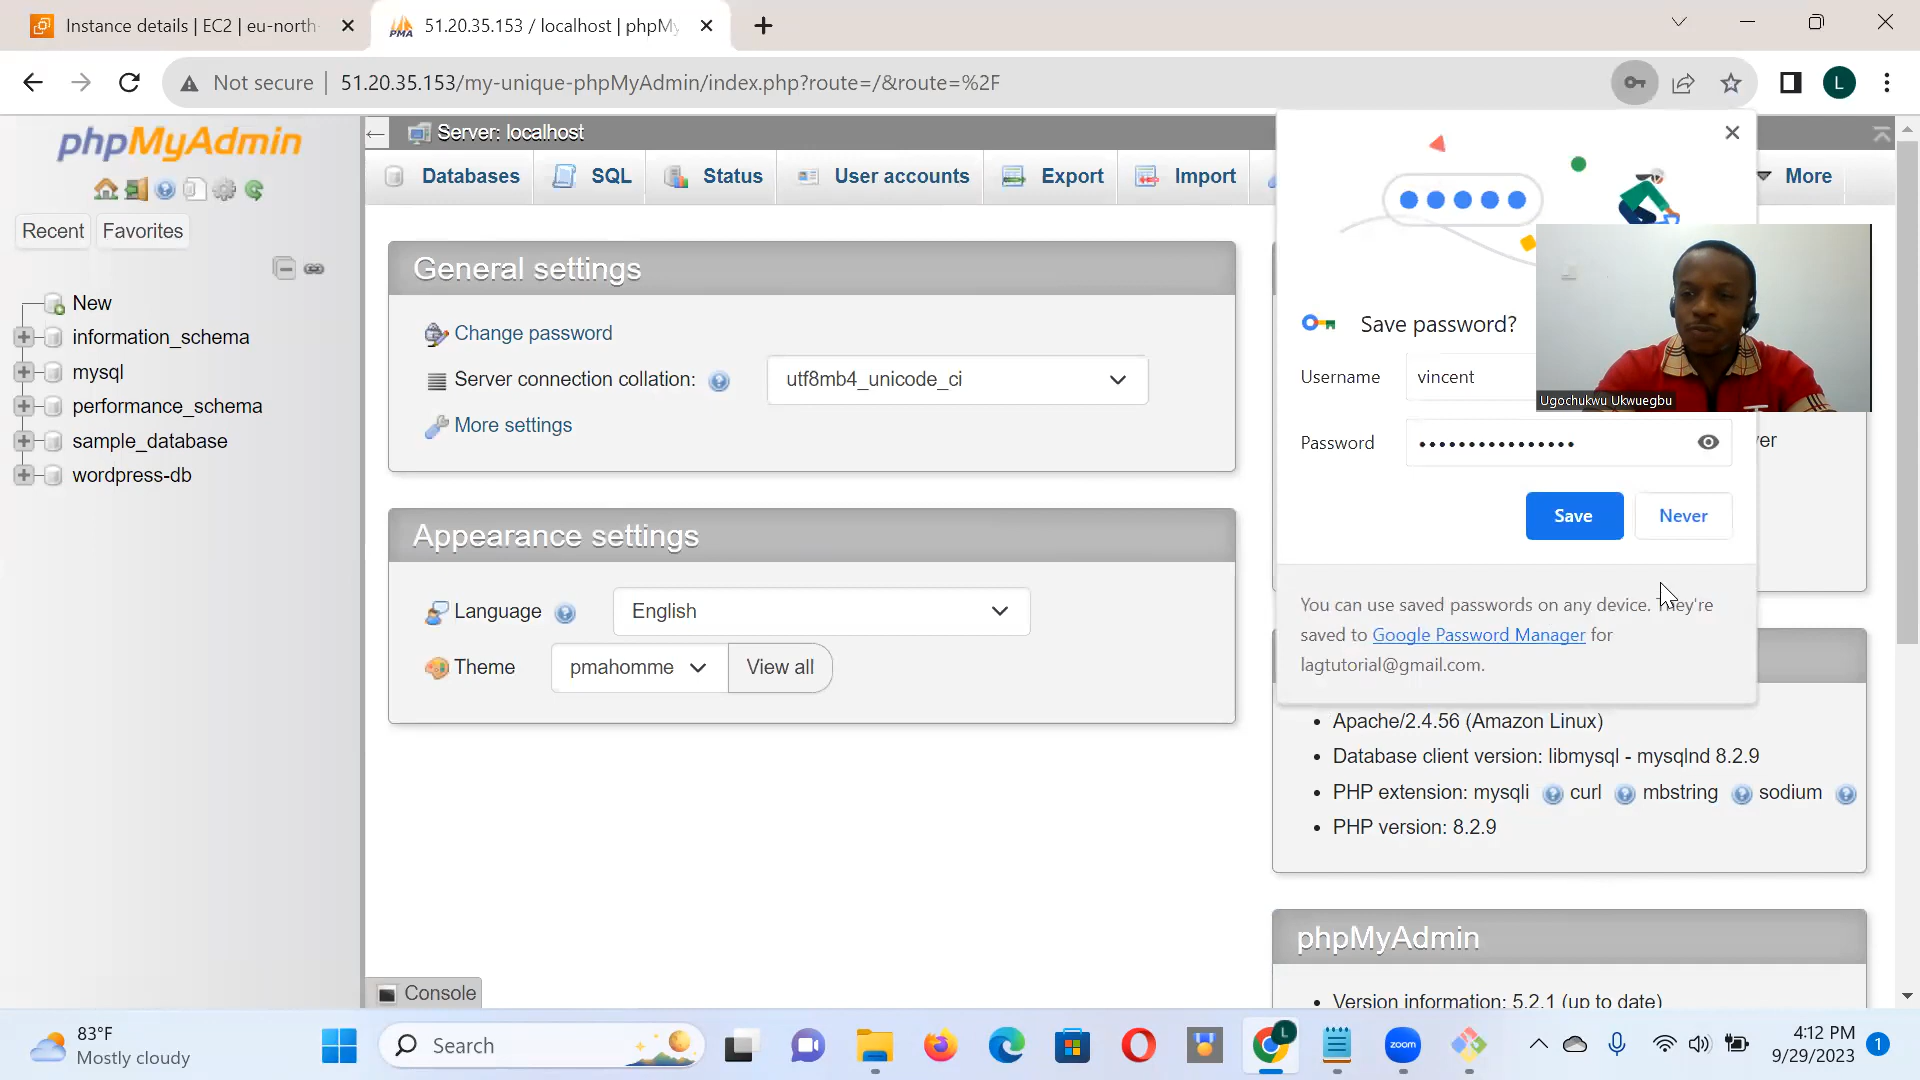 Instance details | EC2 | eu-north
51.20.35.153 / localhost | phpMy
Not secure
51.20.35.153/my-unique-phpMyAdmin/index.php?route=/&route=%2F
L
phpMyAdmin
Recent
Favorites
New
information_schema
mysql
performance_schema
sample_database
wordpress-db
Server: localhost
Databases
SQL
Status
User accounts
Export
Import
More
General settings
Change password
Server connection collation:
utf8mb4_unicode_ci
More settings
Appearance settings
Language
English
Theme
pmahomme
View all
Save password?
Username
vincent
Ugochukwu Ukwuegbu
Password
Save
Never
You can use saved passwords on any device. They're
saved to Google Password Manager for
lagtutorial@gmail.com.
Apache/2.4.56 (Amazon Linux)
Database client version: libmysql - mysqlnd 8.2.9
PHP extension: mysqli curl mbstring sodium
PHP version: 8.2.9
phpMyAdmin
Version information: 5.2.1 (up to date)
Console
83°F
Mostly cloudy
Search
zoom
L
4:12 PM
9/29/2023
1